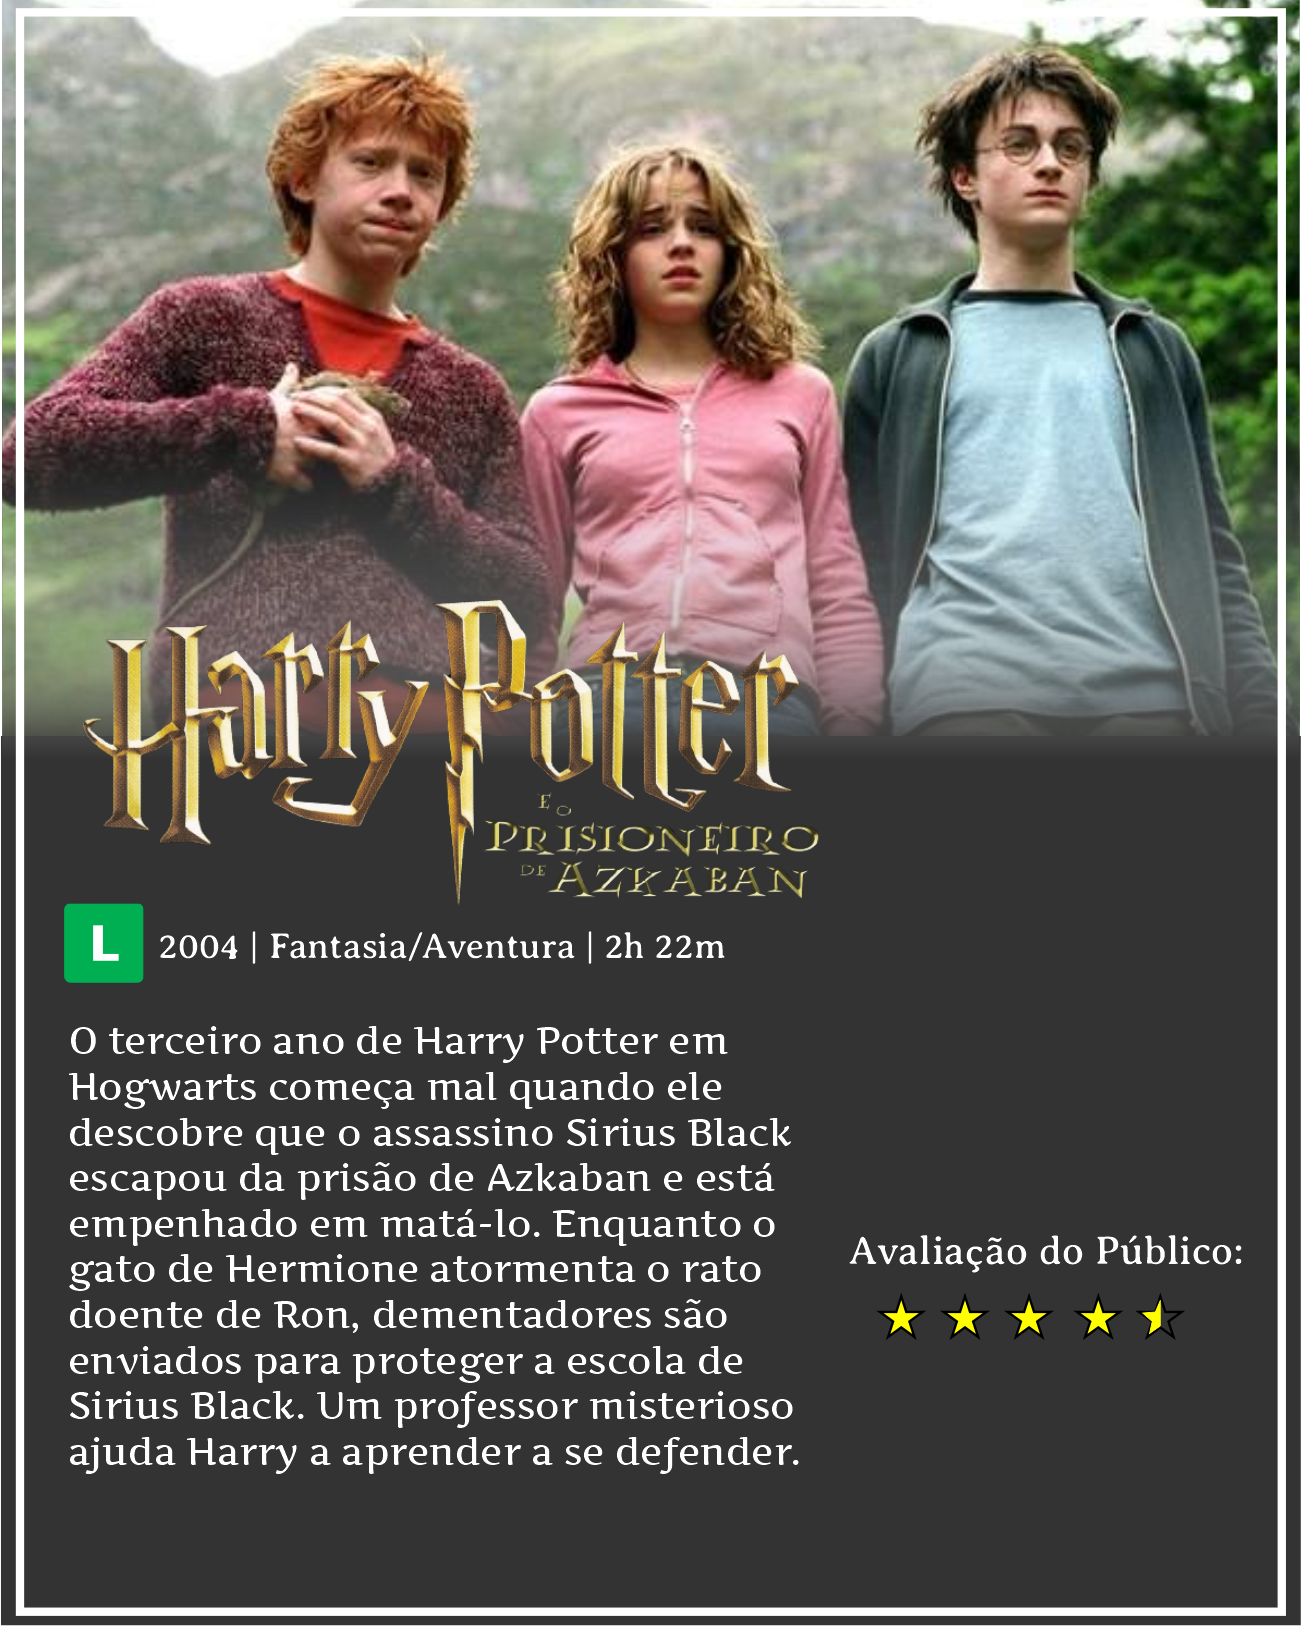 Harry Potter
E O
PRISIONEIRO
DE AZKABAN
L 2004 | Fantasia/Aventura | 2h 22m
O terceiro ano de Harry Potter em
Hogwarts começa mal quando ele
descobre que o assassino Sirius Black
escapou da prisão de Azkaban e está
empenhado em matá-lo. Enquanto o
gato de Hermione atormenta o rato
doente de Ron, dementadores são
enviados para proteger a escola de
Sirius Black. Um professor misterioso
ajuda Harry a aprender a se defender.
Avaliação do Público: